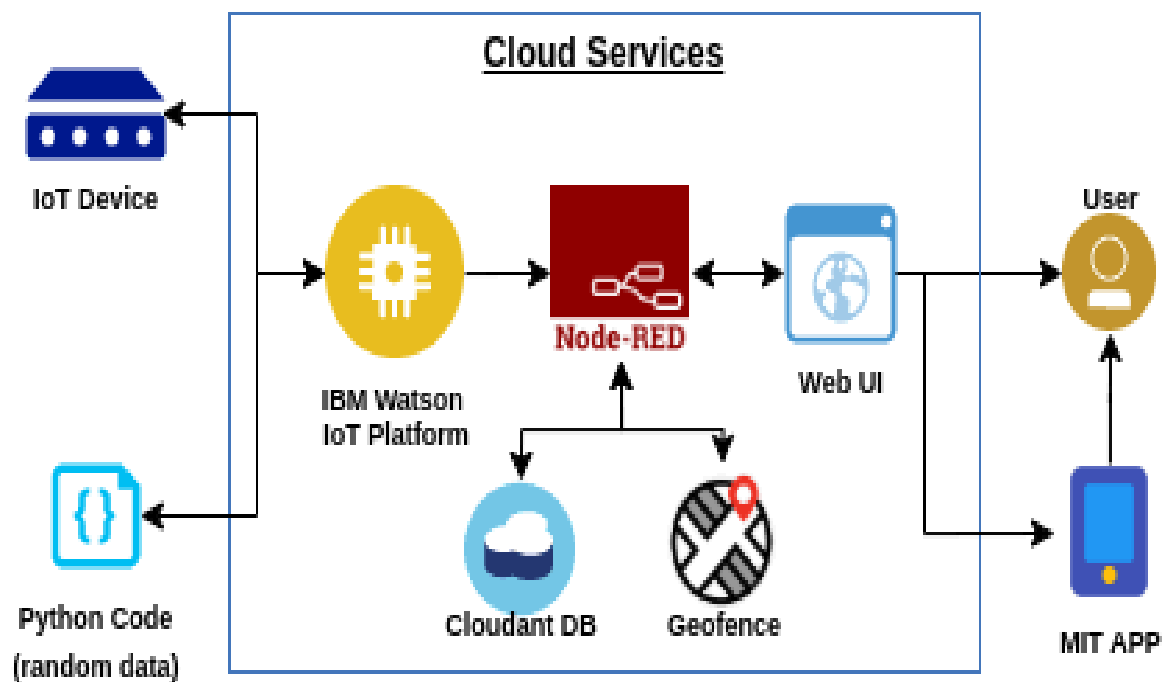 Cloud Services
IoT Device
User
Node-RED
Web UI
IBM Watson
IoT Platform
{}
Python Code
(random data)
Cloudant DB
Geofence
MIT APP